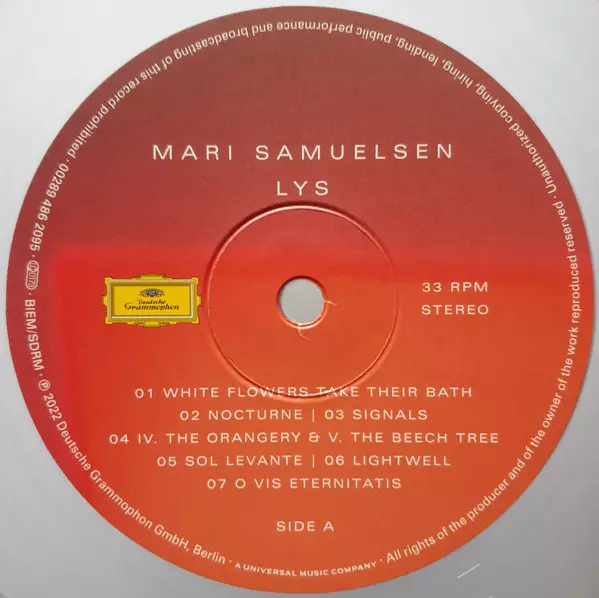 MARI SAMUELSEN
LYS
Deutsche
Grammophon
33 RPM
STEREO
01 WHITE FLOWERS TAKE THEIR BATH
02 NOCTURNE | 03 SIGNALS
04 IV. THE ORANGERY & V. THE BEECH TREE
05 SOL LEVANTE | 06 LIGHTWELL
07 O VIS ETERNITATIS
SIDE A
℗ 2022 Deutsche Grammophon GmbH, Berlin · A UNIVERSAL MUSIC COMPANY · All rights of the producer and of the owner of the work reproduced reserved · Unauthorized copying, hiring, lending, public performance and broadcasting of this record prohibited · 00289 486 2095 · BIEM/SDRM ·